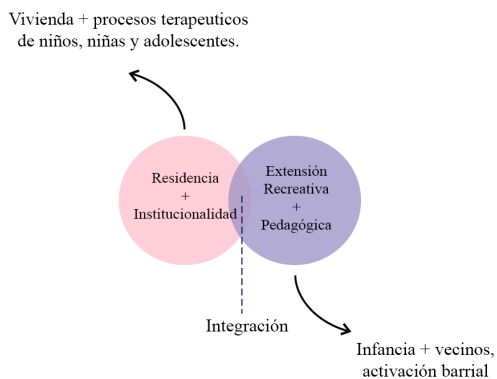 Vivienda + procesos terapeuticos
de niños, niñas y adolescentes.
Residencia
+
Institucionalidad
Extensión
Recreativa
+
Pedagógica
Integración
Infancia + vecinos,
activación barrial